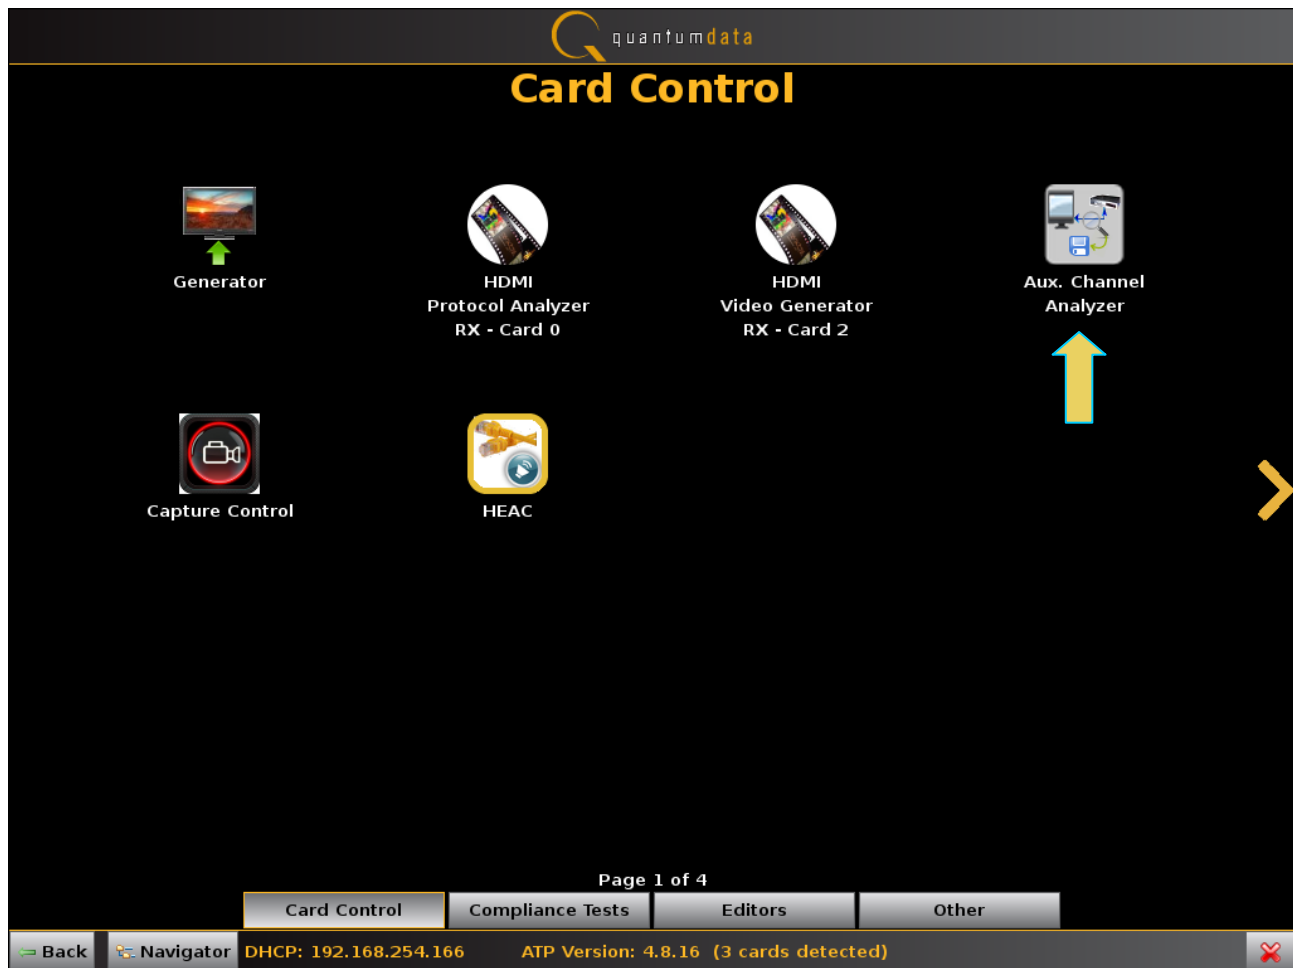 quantumdata
Card Control
Generator
HDMI
Protocol Analyzer
RX - Card 0
HDMI
Video Generator
RX - Card 2
Aux. Channel
Analyzer
Capture Control
HEAC
Page 1 of 4
Card Control
Compliance Tests
Editors
Other
Back
Navigator
DHCP: 192.168.254.166
ATP Version: 4.8.16 (3 cards detected)